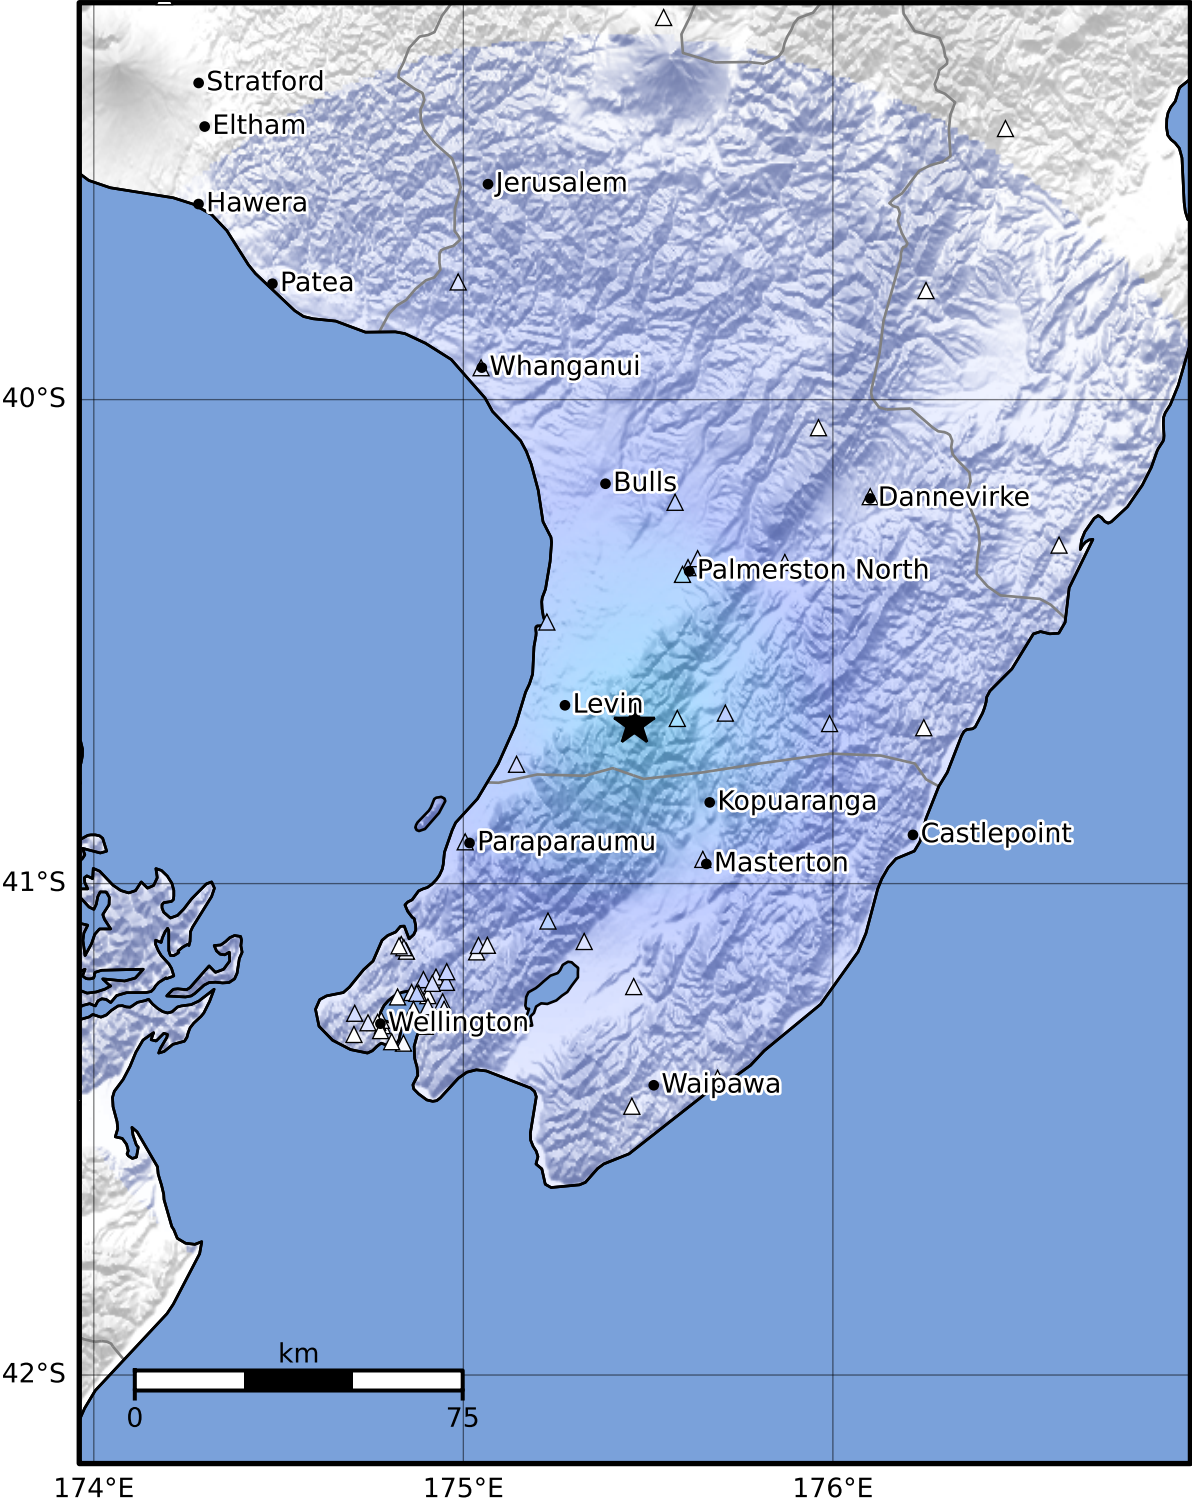 Stratford
Eltham
Jerusalem
Hawera
Patea
Whanganui
40°S
Bulls
Dannevirke
Palmerston North
Levin
Kopuaranga
Castlepoint
Paraparaumu
Masterton
41°S
Wellington
Waipawa
km
42°S
0
75
174°E
175°E
176°E